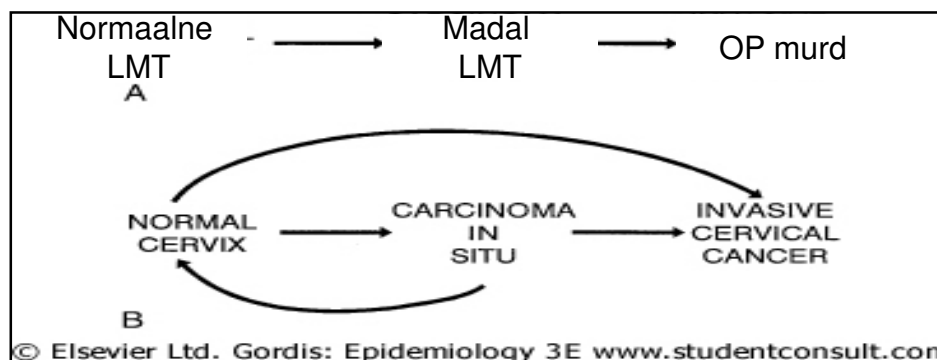 Normaalne
LMT
Madal
LMT
OP murd
A
NORMAL
CERVIX
CARCINOMA
IN
SITU
INVASIVE
CERVICAL
CANCER
B
© Elsevier Ltd. Gordis: Epidemiology 3E www.studentconsult.con